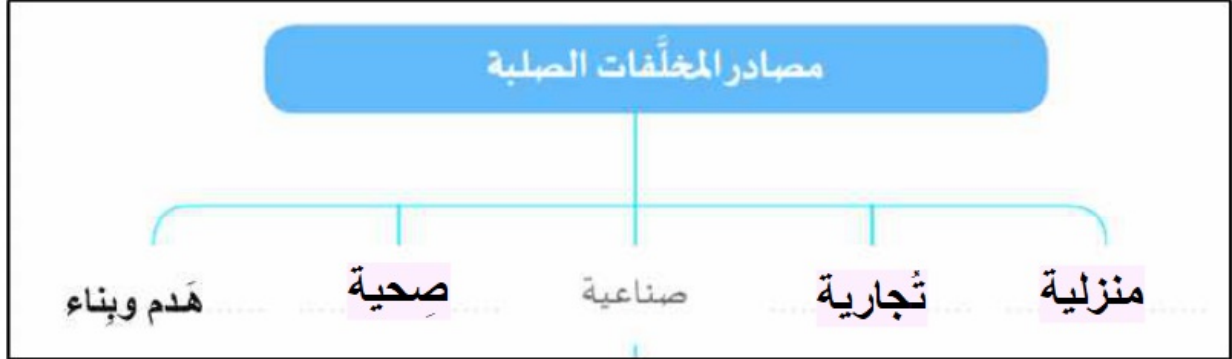 مصادر المخلَّفات الصلبة
منزلية تُجارية صناعية صِحية هَدم وبِناء